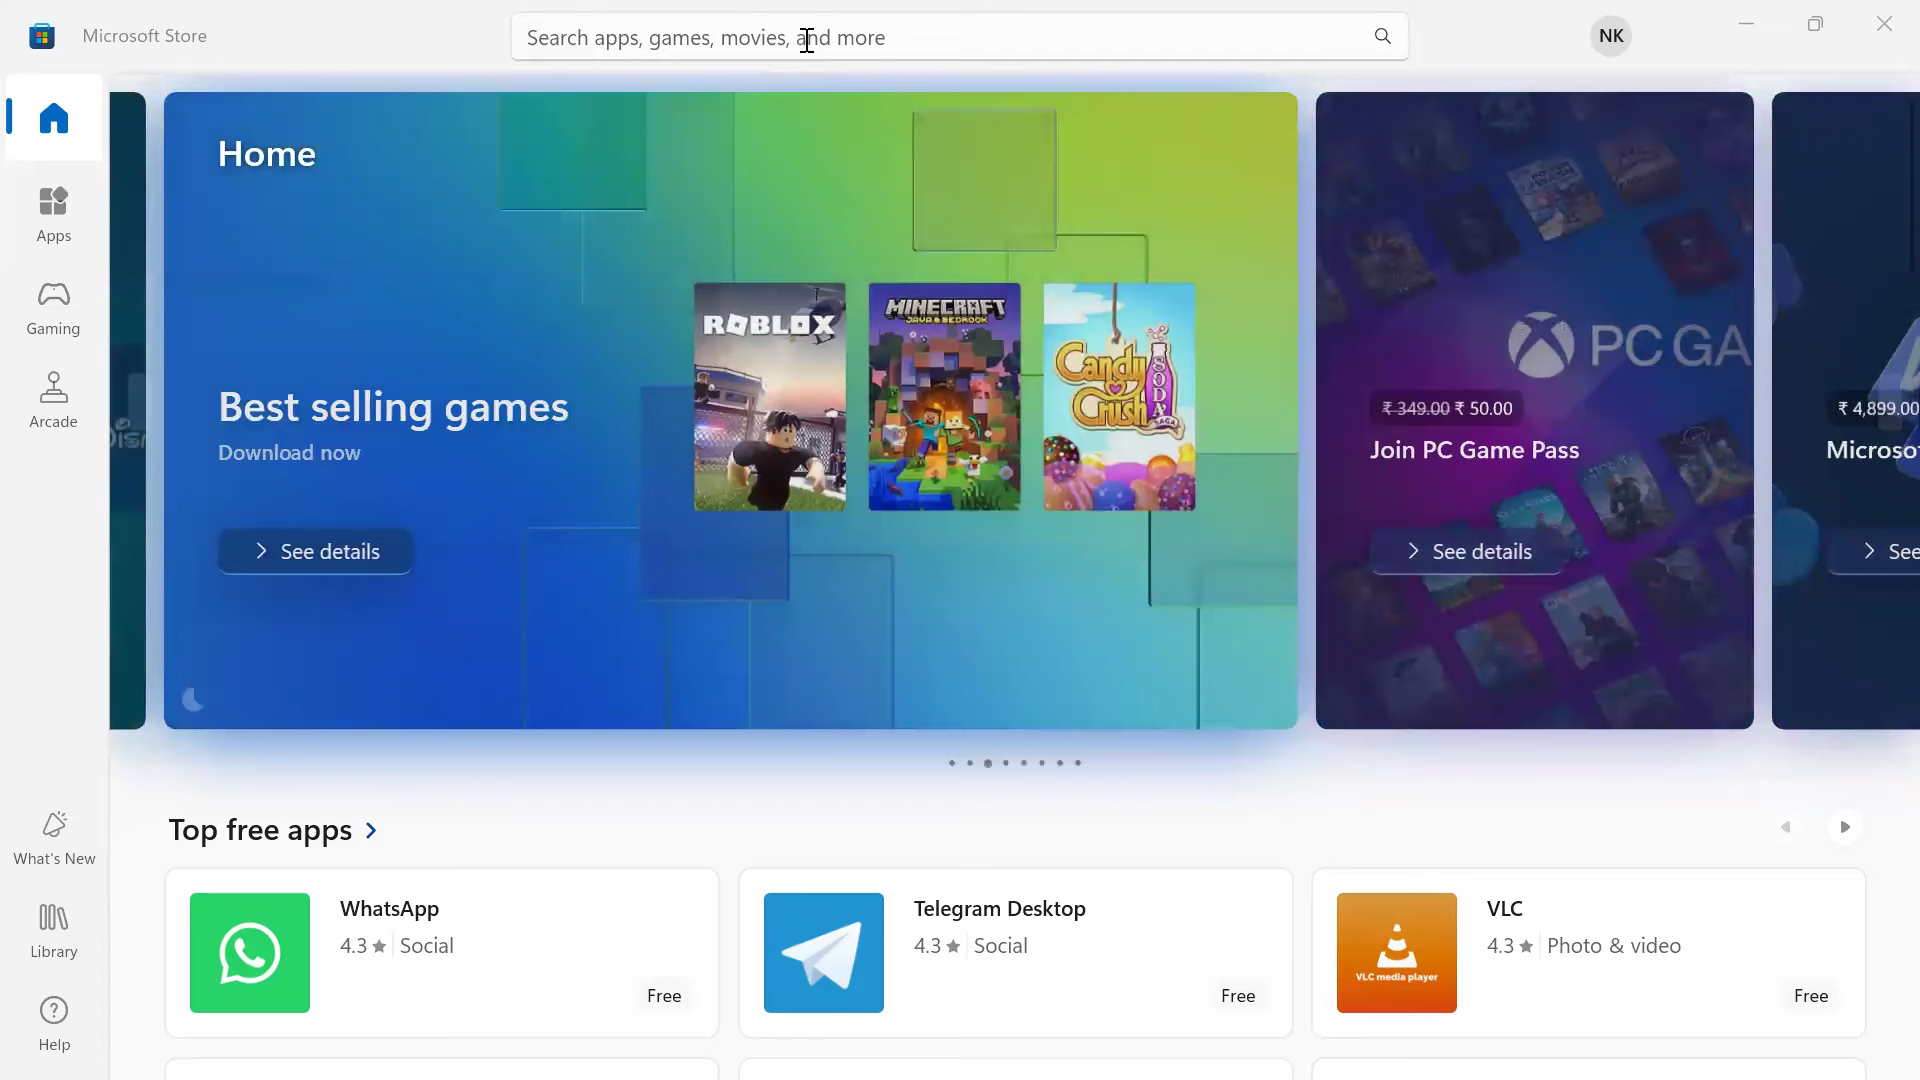 Microsoft Store
Search apps, games, movies, and more
NK
Home
Apps
Gaming
Arcade
What's New
Library
Help
Best selling games
Download now
See details
ROBLOX
MINECRAFT
JAVA & BEDROCK
Candy
Crush
SODA
SAGA
PC GA
₹ 349.00 ₹ 50.00
Join PC Game Pass
See details
₹ 4,899.00
Microso
See
Top free apps
WhatsApp
4.3 ★ Social
Free
Telegram Desktop
4.3 ★ Social
Free
VLC media player
VLC
4.3 ★ Photo & video
Free